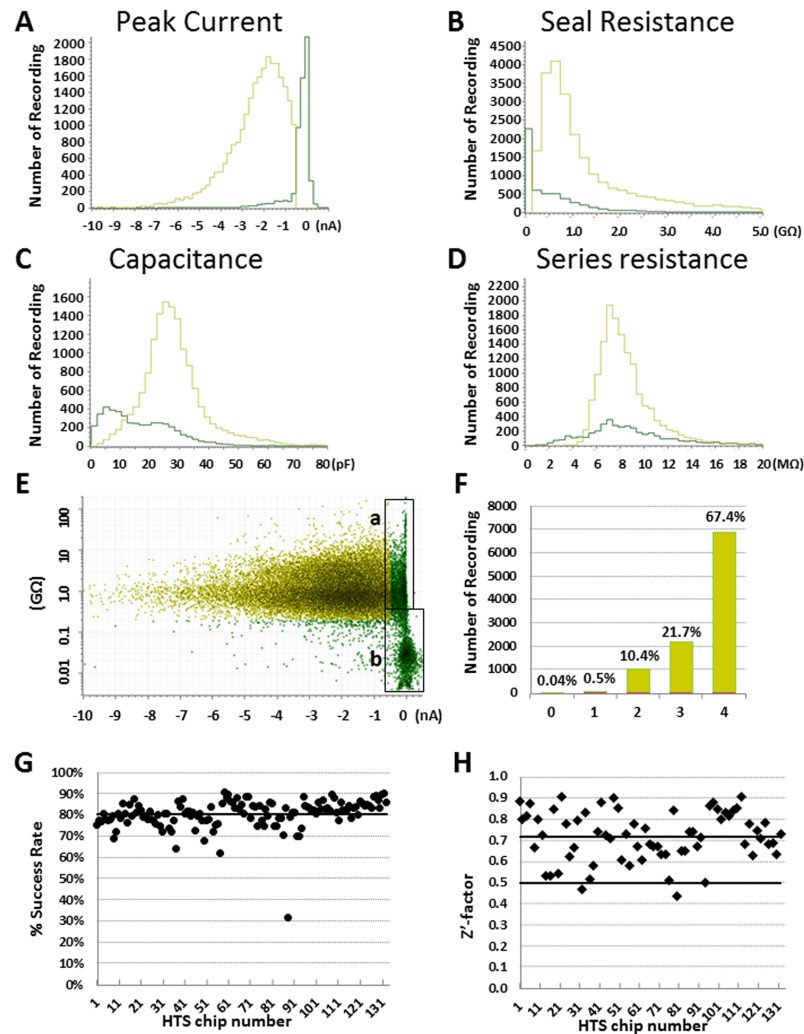 A Peak Current
Number of Recording
2000
1800
1600
1400
1200
1000
800
600
400
200
0
-10 -9 -8 -7 -6 -5 -4 -3 -2 -1 0 (nA)
B Seal Resistance
Number of Recording
4500
4000
3500
3000
2500
2000
1500
1000
500
0
0 1.0 2.0 3.0 4.0 5.0 (GΩ)
C Capacitance
Number of Recording
1600
1400
1200
1000
800
600
400
200
0
0 10 20 30 40 50 60 70 80 (pF)
D Series resistance
Number of Recording
2200
2000
1800
1600
1400
1200
1000
800
600
400
200
0
0 2 4 6 8 10 12 14 16 18 20 (MΩ)
E
(GΩ)
100
10
1.0
0.1
0.01
a
b
-10 -9 -8 -7 -6 -5 -4 -3 -2 -1 0 (nA)
F
Number of Recording
8000
7000
6000
5000
4000
3000
2000
1000
0
0.04% 0.5% 10.4% 21.7% 67.4%
0 1 2 3 4
G
% Success Rate
100%
90%
80%
70%
60%
50%
40%
30%
20%
10%
0%
1 11 21 31 41 51 61 71 81 91 101 111 121 131
HTS chip number
H
Z'-factor
1.0
0.9
0.8
0.7
0.6
0.5
0.4
0.3
0.2
0.1
0.0
1 11 21 31 41 51 61 71 81 91 101 111 121 131
HTS chip number